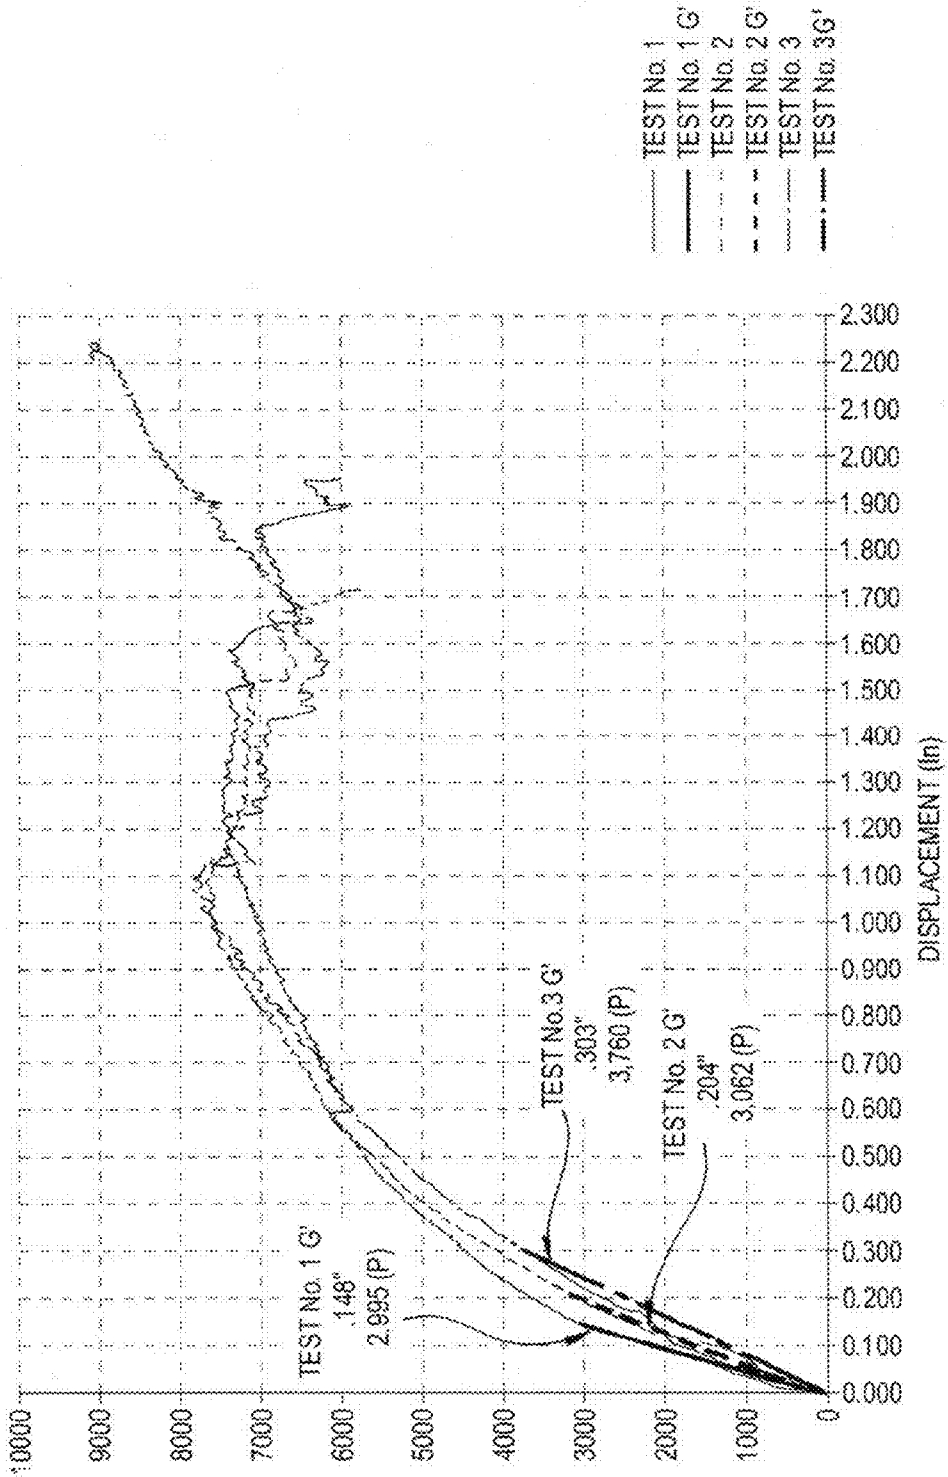 10000
9000
8000
7000
6000
5000
4000
3000
2000
1000
0
0.000
0.100
0.200
0.300
0.400
0.500
0.600
0.700
0.800
0.900
1.000
1.100
1.200
1.300
1.400
1.500
1.600
1.700
1.800
1.900
2.000
2.100
2.200
2.300
DISPLACEMENT (In)
TEST No. 1 G'
.148"
2.995 (P)
TEST No.3 G'
.303"
3,760 (P)
TEST No. 2 G'
.204"
3.062 (P)
TEST No. 1
TEST No. 1 G'
TEST No. 2
TEST No. 2 G'
TEST No. 3
TEST No. 3G'